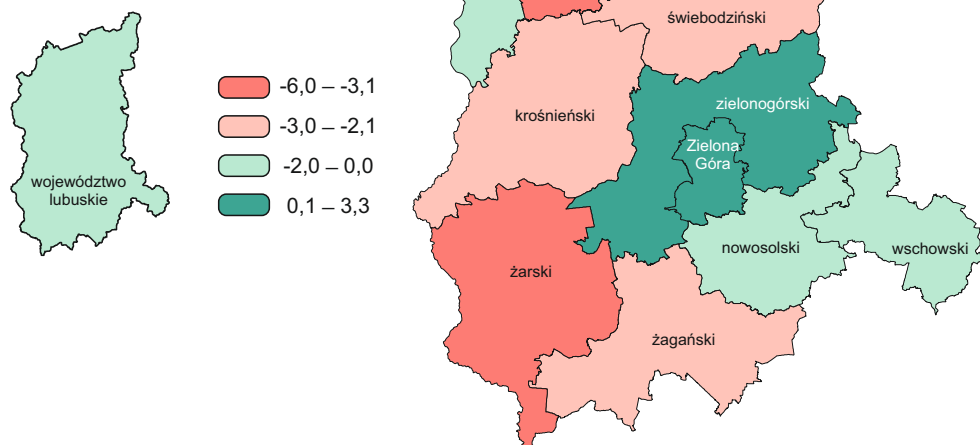 świebodziński
-6,0 – -3,1
-3,0 – -2,1
-2,0 – 0,0
0,1 – 3,3
krośnieński
zielonogórski
Zielona
Góra
województwo
lubuskie
nowosolski
wschowski
żarski
żagański